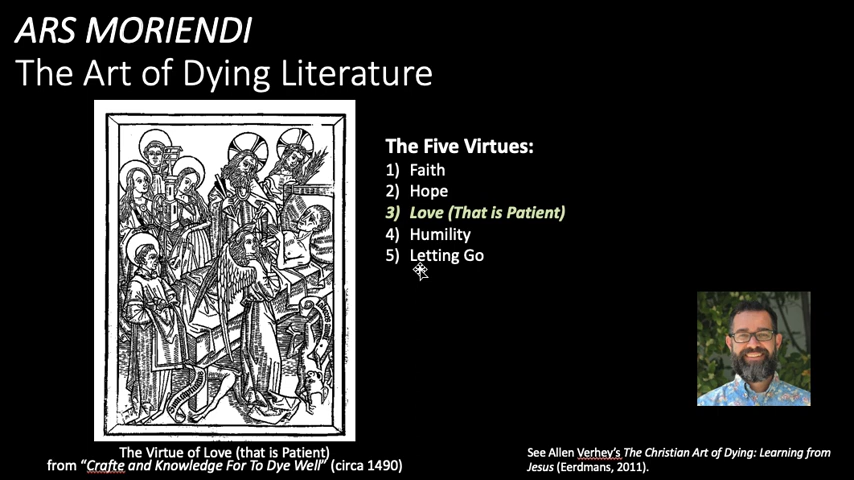 ARS MORIENDI
The Art of Dying Literature
The Five Virtues:
1) Faith
2) Hope
3) Love (That is Patient)
4) Humility
5) Letting Go
The Virtue of Love (that is Patient)
from “Crafte and Knowledge For To Dye Well” (circa 1490)
See Allen Verhey’s The Christian Art of Dying: Learning from
Jesus (Eerdmans, 2011).